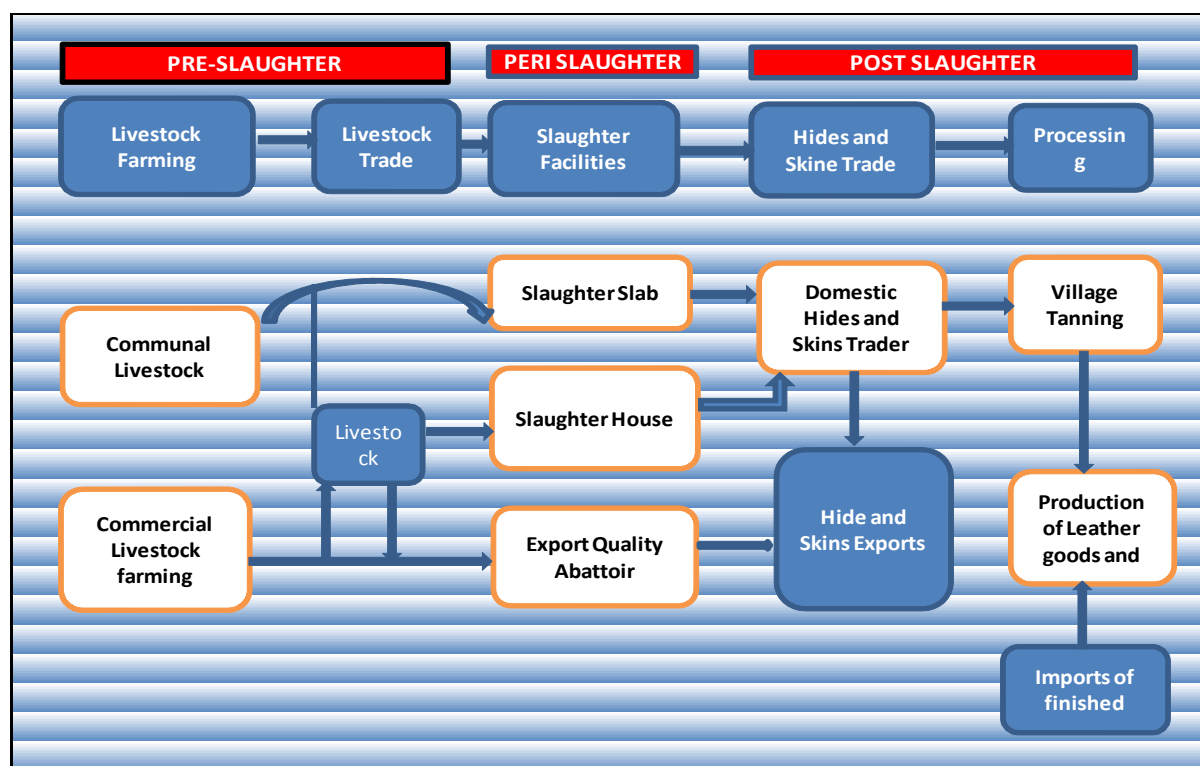 PRE-SLAUGHTER
PERI SLAUGHTER
POST SLAUGHTER
Livestock
Farming
Livestock
Trade
Slaughter
Facilities
Hides and
Skine Trade
Processin
g
Communal
Livestock
Slaughter Slab
Domestic
Hides and
Skins Trader
Village
Tanning
Livesto
ck
Slaughter House
Commercial
Livestock
farming
Export Quality
Abattoir
Hide and
Skins Exports
Production
of Leather
goods and
Imports of
finished